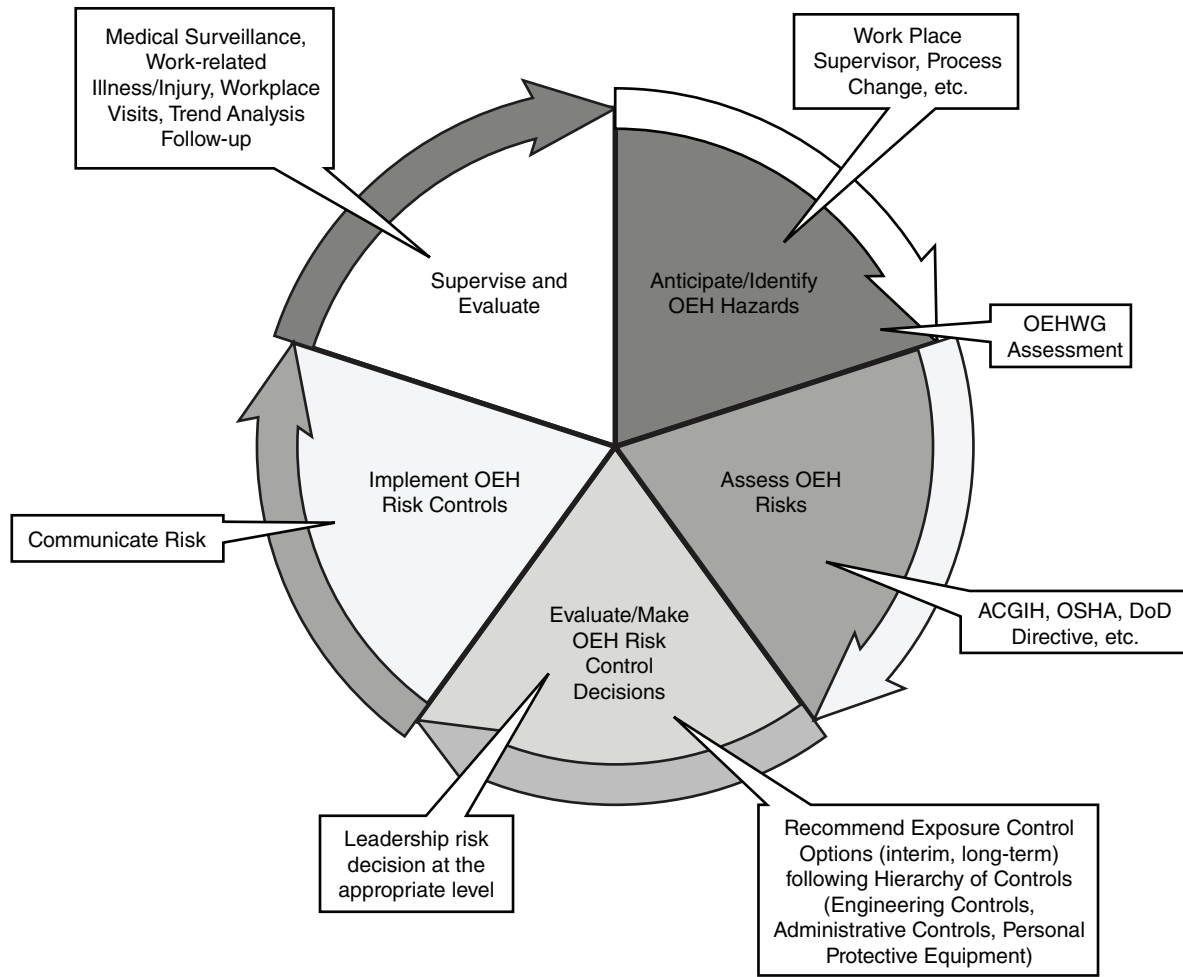 Medical Surveillance,
Work-related
Illness/Injury, Workplace
Visits, Trend Analysis
Follow-up
Work Place
Supervisor, Process
Change, etc.
Supervise and
Evaluate
Anticipate/Identify
OEH Hazards
OEHWG
Assessment
Implement OEH
Risk Controls
Assess OEH
Risks
Communicate Risk
Evaluate/Make
OEH Risk
Control
Decisions
ACGIH, OSHA, DoD
Directive, etc.
Leadership risk
decision at the
appropriate level
Recommend Exposure Control
Options (interim, long-term)
following Hierarchy of Controls
(Engineering Controls,
Administrative Controls, Personal
Protective Equipment)